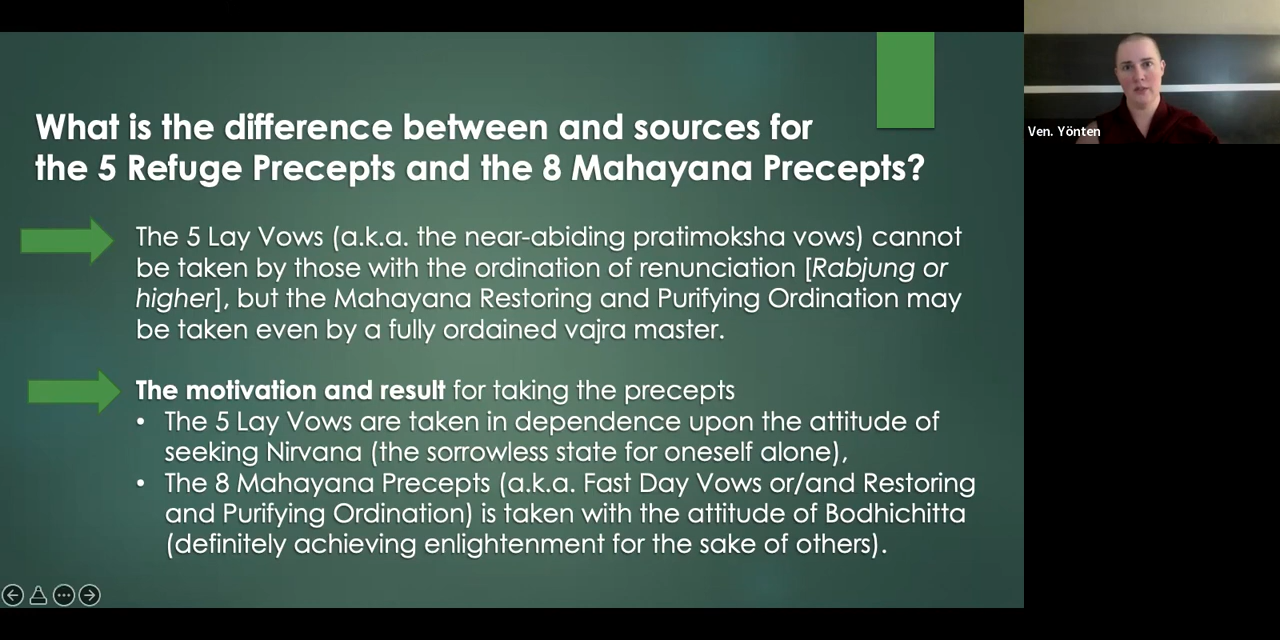 What is the difference between and sources for
the 5 Refuge Precepts and the 8 Mahayana Precepts?
The 5 Lay Vows (a.k.a. the near-abiding pratimoksha vows) cannot
be taken by those with the ordination of renunciation [Rabjung or
higher], but the Mahayana Restoring and Purifying Ordination may
be taken even by a fully ordained vajra master.
The motivation and result for taking the precepts
• The 5 Lay Vows are taken in dependence upon the attitude of
seeking Nirvana (the sorrowless state for oneself alone),
• The 8 Mahayana Precepts (a.k.a. Fast Day Vows or/and Restoring
and Purifying Ordination) is taken with the attitude of Bodhichitta
(definitely achieving enlightenment for the sake of others).
Ven. Yönten